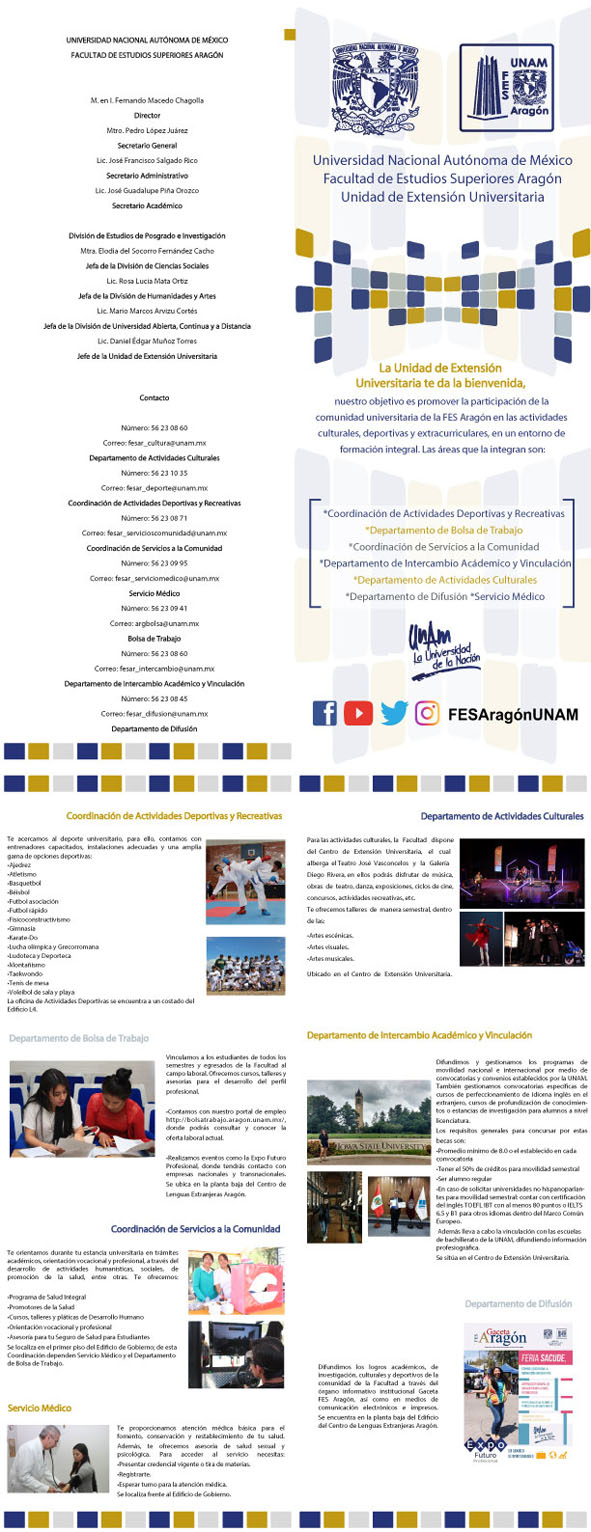 UNIVERSIDAD NACIONAL AUTÓNOMA DE MÉXICO
FACULTAD DE ESTUDIOS SUPERIORES ARAGÓN
M. en I. Fernando Macedo Chagolla
Director
Mtro. Pedro López Juárez
Secretario General
Lic. José Francisco Salgado Rico
Secretario Administrativo
Lic. José Guadalupe Piña Orozco
Secretario Académico
División de Estudios de Posgrado e Investigación
Mtra. Elodia del Socorro Fernández Cacho
Jefa de la División de Ciencias Sociales
Lic. Rosa Lucia Mata Ortiz
Jefa de la División de Humanidades y Artes
Lic. Mario Marcos Arvizu Cortés
Jefa de la División de Universidad Abierta, Continua y a Distancia
Lic. Daniel Édgar Muñoz Torres
Jefe de la Unidad de Extensión Universitaria
Contacto
Número: 56 23 08 60
Correo: fesar_cultura@unam.mx
Departamento de Actividades Culturales
Número: 56 23 10 35
Correo: fesar_deporte@unam.mx
Coordinación de Actividades Deportivas y Recreativas
Número: 56 23 08 71
Correo: fesar_servicioscomunidad@unam.mx
Coordinación de Servicios a la Comunidad
Número: 56 23 09 95
Correo: fesar_serviciomedico@unam.mx
Servicio Médico
Número: 56 23 09 41
Correo: argbolsa@unam.mx
Bolsa de Trabajo
Número: 56 23 08 60
Correo: fesar_intercambio@unam.mx
Departamento de Intercambio Académico y Vinculación
Número: 56 23 08 45
Correo: fesar_difusion@unam.mx
Departamento de Difusión
UNAM
FES
Aragón
Universidad Nacional Autónoma de México
Facultad de Estudios Superiores Aragón
Unidad de Extensión Universitaria
La Unidad de Extensión
Universitaria te da la bienvenida,
nuestro objetivo es promover la participación de la
comunidad universitaria de la FES Aragón en las actividades
culturales, deportivas y extracurriculares, en un entorno de
formación integral. Las áreas que la integran son:
*Coordinación de Actividades Deportivas y Recreativas
*Departamento de Bolsa de Trabajo
*Coordinación de Servicios a la Comunidad
*Departamento de Intercambio Académico y Vinculación
*Departamento de Actividades Culturales
*Departamento de Difusión *Servicio Médico
UnAm
La Universidad
de la Nación
FESAragónUNAM
Coordinación de Actividades Deportivas y Recreativas
Te acercamos al deporte universitario, para ello, contamos con
entrenadores capacitados, instalaciones adecuadas y una amplia
gama de opciones deportivas:
•Ajedrez
•Atletismo
•Basquetbol
•Béisbol
•Futbol asociación
•Futbol rápido
•Fisicoconstructivismo
•Gimnasia
•Karate-Do
•Lucha olímpica y Grecorromana
•Ludoteca y Deporteca
•Montañismo
•Taekwondo
•Tenis de mesa
•Voleibol de sala y playa
La oficina de Actividades Deportivas se encuentra a un costado del
Edificio L4.
Departamento de Actividades Culturales
Para las actividades culturales, la Facultad dispone
del Centro de Extensión Universitaria, el cual
alberga el Teatro José Vasconcelos y la Galería
Diego Rivera, en ellos podrás disfrutar de música,
obras de teatro, danza, exposiciones, ciclos de cine,
concursos, actividades recreativas, etc.
Te ofrecemos talleres de manera semestral, dentro
de las:
•Artes escénicas.
•Artes visuales.
•Artes musicales.
Ubicado en el Centro de Extensión Universitaria.
Departamento de Bolsa de Trabajo
Vinculamos a los estudiantes de todos los
semestres y egresados de la Facultad al
campo laboral. Ofrecemos cursos, talleres y
asesorías para el desarrollo del perfil
profesional.
•Contamos con nuestro portal de empleo
http://bolsatrabajo.aragon.unam.mx/,
donde podrás consultar y conocer la
oferta laboral actual.
•Realizamos eventos como la Expo Futuro
Profesional, donde tendrás contacto con
empresas nacionales y transnacionales.
Se ubica en la planta baja del Centro de
Lenguas Extranjeras Aragón.
Departamento de Intercambio Académico y Vinculación
IOWA STATE UNIVERSITY
Difundimos y gestionamos los programas de
movilidad nacional e internacional por medio de
convocatorias y convenios establecidos por la UNAM.
También gestionamos convocatorias específicas de
cursos de perfeccionamiento de idioma inglés en el
extranjero, cursos de profundización de conocimien-
tos o estancias de investigación para alumnos a nivel
licenciatura.
Los requisitos generales para concursar por estas
becas son:
•Promedio mínimo de 8.0 o el establecido en cada
convocatoria
•Tener el 50% de créditos para movilidad semestral
•Ser alumno regular
•En caso de solicitar universidades no hispanoparlan-
tes para movilidad semestral: contar con certificación
del inglés TOEFL IBT con al menos 80 puntos o IELTS
6.5 y B1 para otros idiomas dentro del Marco Común
Europeo.
Además lleva a cabo la vinculación con las escuelas
de bachillerato de la UNAM, difundiendo información
profesiográfica.
Se sitúa en el Centro de Extensión Universitaria.
Coordinación de Servicios a la Comunidad
Te orientamos durante tu estancia universitaria en trámites
académicos, orientación vocacional y profesional, a través del
desarrollo de actividades humanísticas, sociales, de
promoción de la salud, entre otras. Te ofrecemos:
•Programa de Salud Integral
•Promotores de la Salud
•Cursos, talleres y pláticas de Desarrollo Humano
•Orientación vocacional y profesional
•Asesoría para tu Seguro de Salud para Estudiantes
Se localiza en el primer piso del Edificio de Gobierno; de esta
Coordinación dependen Servicio Médico y el Departamento
de Bolsa de Trabajo.
Servicio Médico
Te proporcionamos atención médica básica para el
fomento, conservación y restablecimiento de tu salud.
Además, te ofrecemos asesoría de salud sexual y
psicológica. Para acceder al servicio necesitas:
•Presentar credencial vigente o tira de materias.
•Registrarte.
•Esperar turno para la atención médica.
Se localiza frente al Edificio de Gobierno.
Departamento de Difusión
Difundimos los logros académicos, de
investigación, culturales y deportivos de la
comunidad de la Facultad a través del
órgano informativo institucional Gaceta
FES Aragón, así como en medios de
comunicación electrónicos e impresos.
Se encuentra en la planta baja del Edificio
del Centro de Lenguas Extranjeras Aragón.
Gaceta
FES Aragón
FERIA SACUDE,
EXPO
Futuro
Profesional